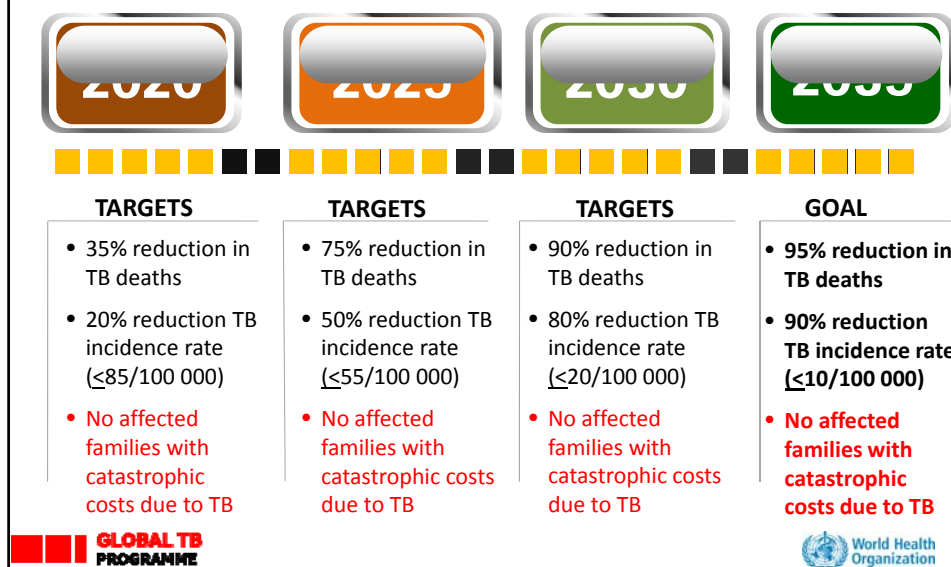 2020
2025
2030
2035
TARGETS
• 35% reduction in
TB deaths
• 20% reduction TB
incidence rate
(<85/100 000)
• No affected
families with
catastrophic
costs due to TB
TARGETS
• 75% reduction in
TB deaths
• 50% reduction TB
incidence rate
(<55/100 000)
• No affected
families with
catastrophic costs
due to TB
TARGETS
• 90% reduction in
TB deaths
• 80% reduction TB
incidence rate
(<20/100 000)
• No affected
families with
catastrophic costs
due to TB
GOAL
• 95% reduction in
TB deaths
• 90% reduction
TB incidence rate
(<10/100 000)
• No affected
families with
catastrophic
costs due to TB
GLOBAL TB
PROGRAMME
World Health
Organization